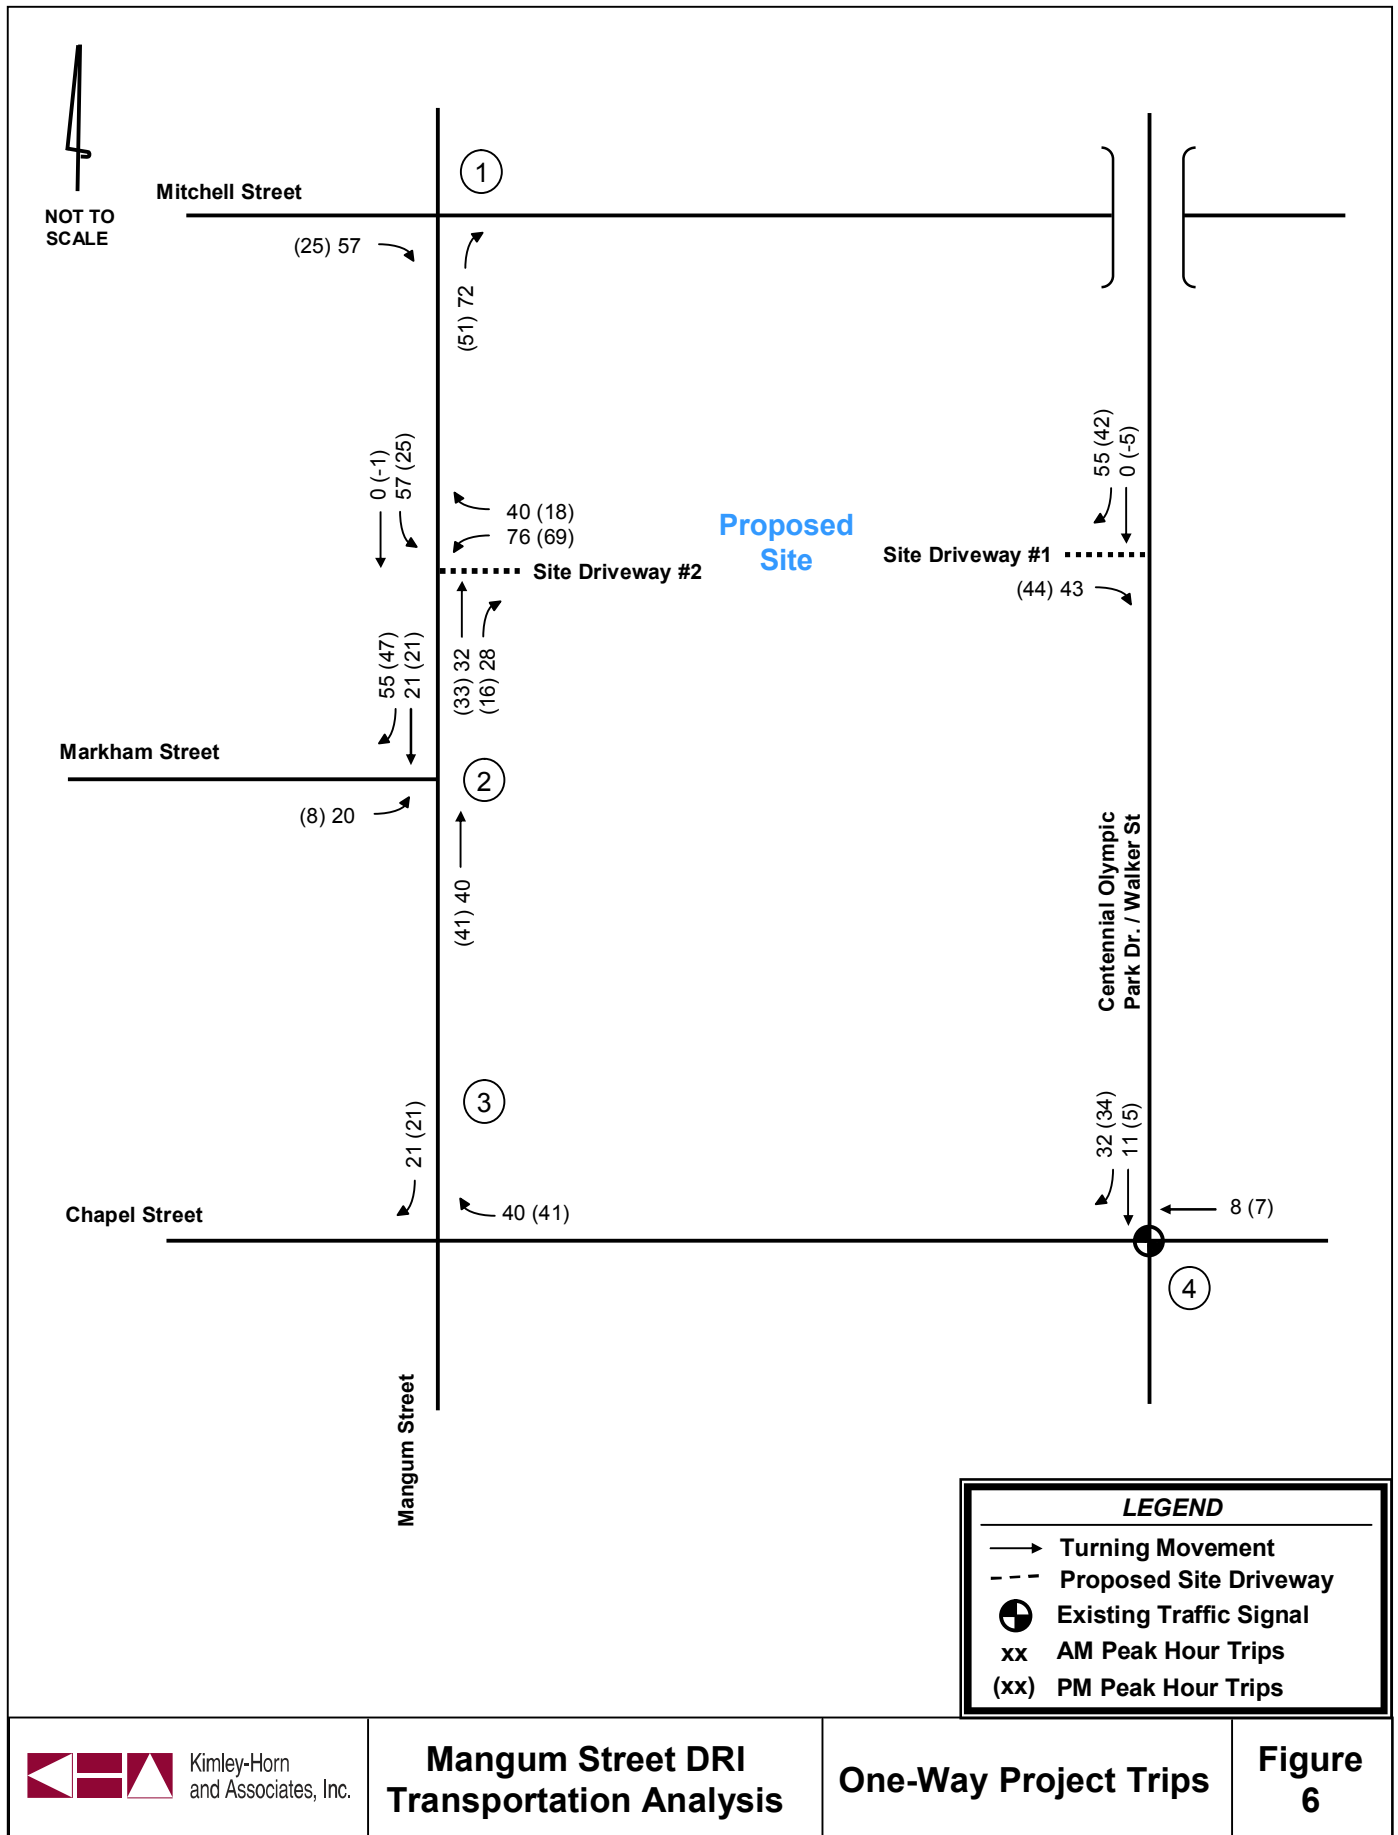 1
Mitchell Street
NOT TO
SCALE
(25) 57
(51) 72
0 (-1)
57 (25)
55 (42)
0 (-5)
40 (18)
76 (69)
Proposed
Site
Site Driveway #1
Site Driveway #2
(44) 43
55 (47)
21 (21)
(33) 32
(16) 28
Markham Street
2
(8) 20
(41) 40
Centennial Olympic
Park Dr. / Walker St
3
21 (21)
32 (34)
11 (5)
Chapel Street
40 (41)
8 (7)
4
Mangum Street
LEGEND
Turning Movement
Proposed Site Driveway
Existing Traffic Signal
xx AM Peak Hour Trips
(xx) PM Peak Hour Trips
Kimley-Horn
and Associates, Inc.
Mangum Street DRI
Transportation Analysis
One-Way Project Trips
Figure
6